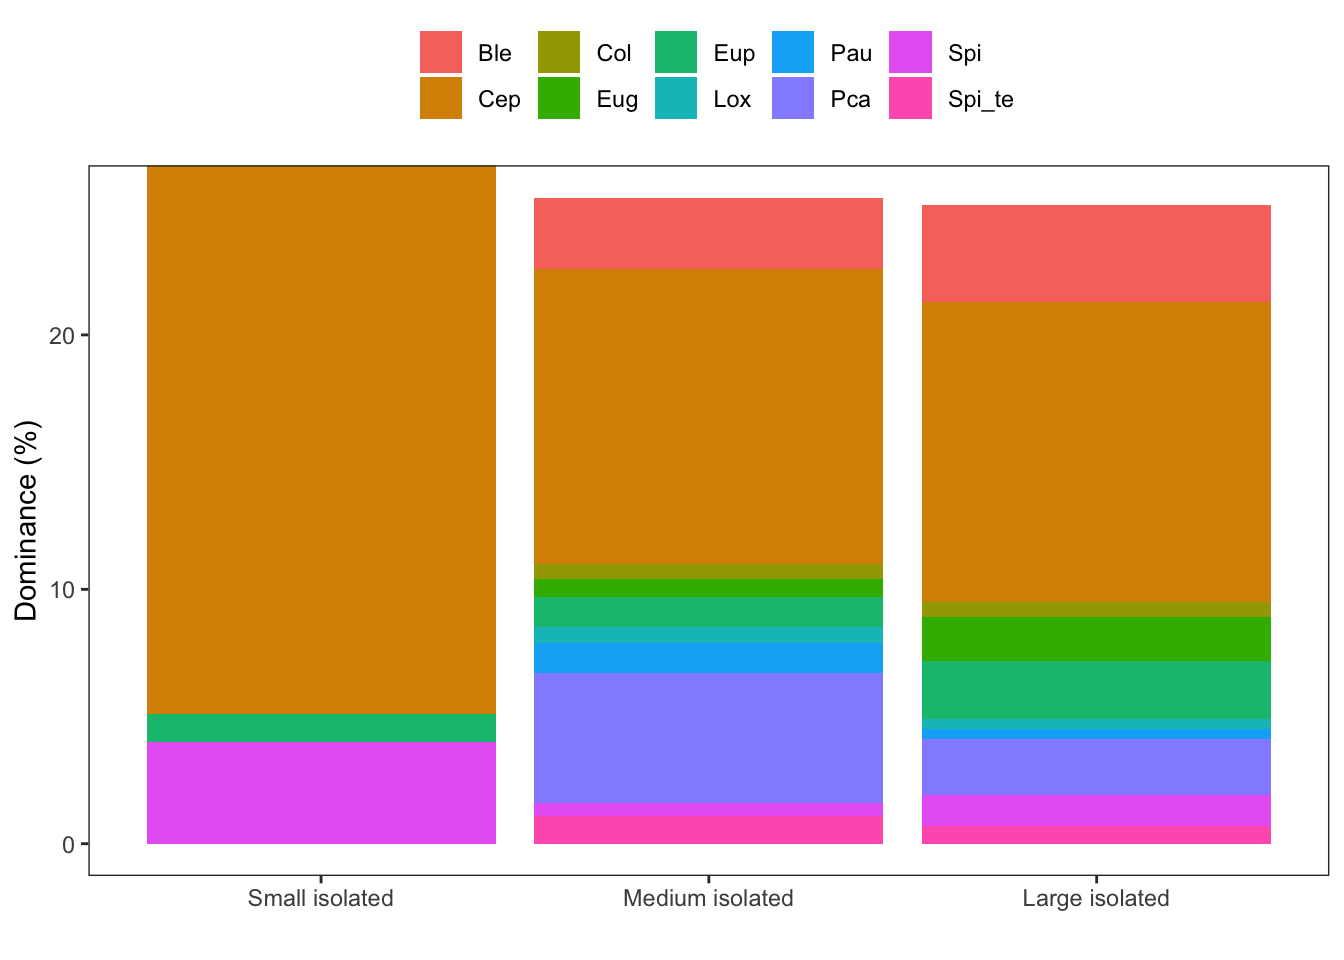 Ble Col Eup Pau Spi
Cep Eug Lox Pca Spi_te
Dominance (%)
20
10
0
Small isolated Medium isolated Large isolated